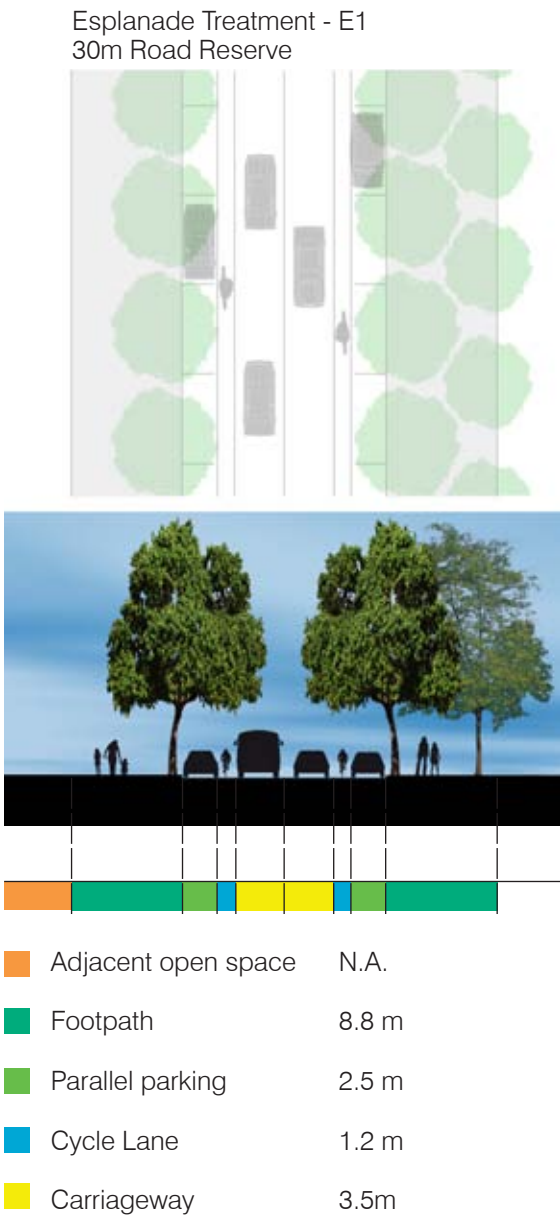 Esplanade Treatment - E1
30m Road Reserve
Adjacent open space N.A.
Footpath 8.8 m
Parallel parking 2.5 m
Cycle Lane 1.2 m
Carriageway 3.5m